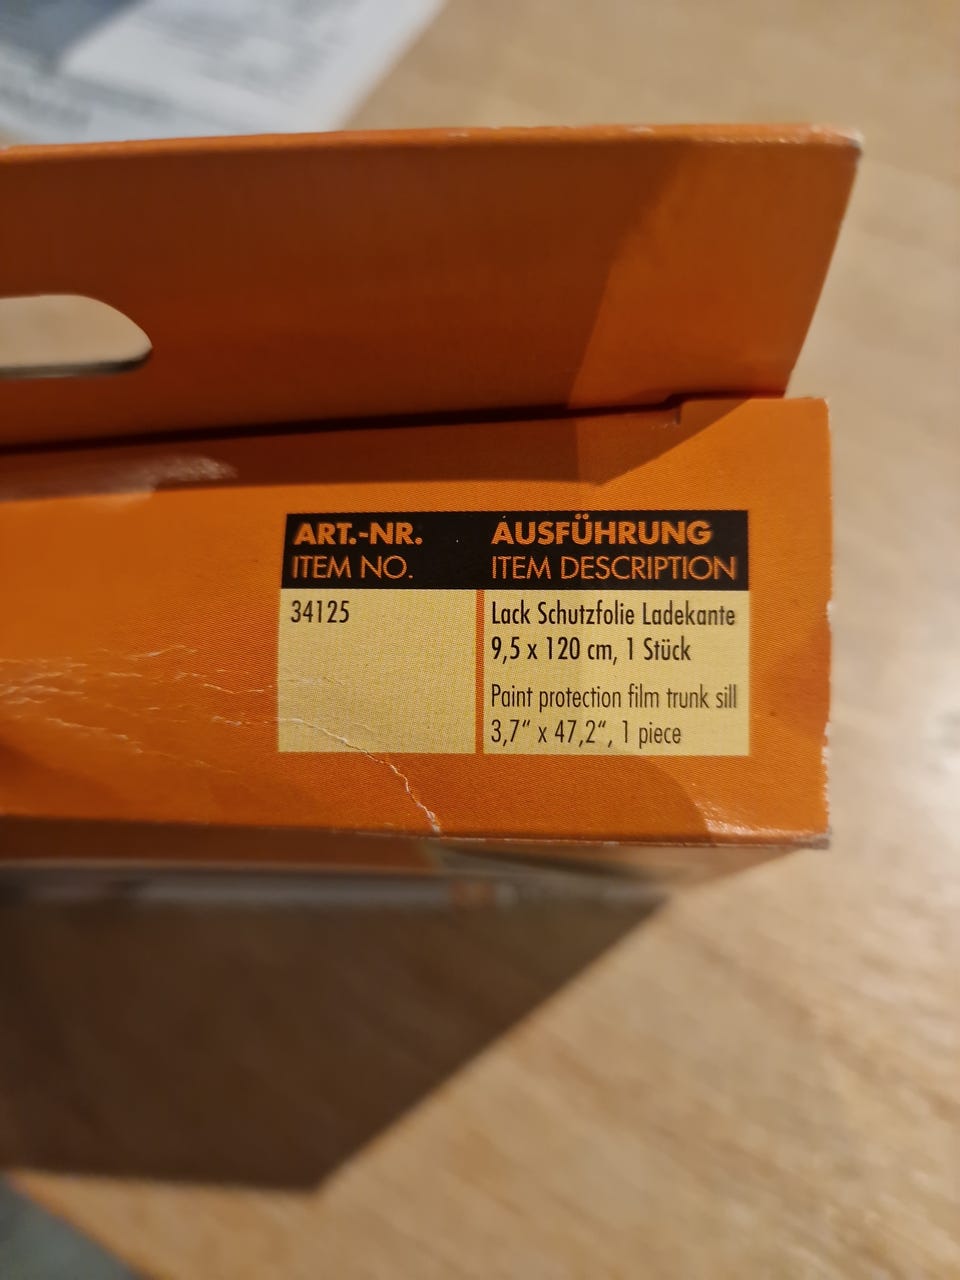 ART.-NR.
ITEM NO.
AUSFÜHRUNG
ITEM DESCRIPTION
34125
Lack Schutzfolie Ladekante
9,5 x 120 cm, 1 Stück
Paint protection film trunk sill
3,7“ x 47,2“, 1 piece